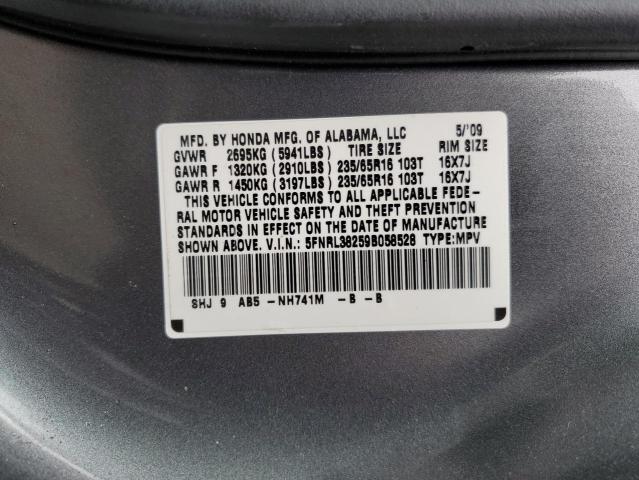 MFD. BY HONDA MFG. OF ALABAMA, LLC 5/'09
GVWR 2695KG (5941LBS) TIRE SIZE RIM SIZE
GAWR F 1320KG (2910LBS) 235/65R16 103T 16X7J
GAWR R 1450KG (3197LBS) 235/65R16 103T 16X7J
THIS VEHICLE CONFORMS TO ALL APPLICABLE FEDE-
RAL MOTOR VEHICLE SAFETY AND THEFT PREVENTION
STANDARDS IN EFFECT ON THE DATE OF MANUFACTURE
SHOWN ABOVE. V.I.N.: 5FNRL38259B058528 TYPE:MPV
SHJ 9 AB5 -NH741M -B -B